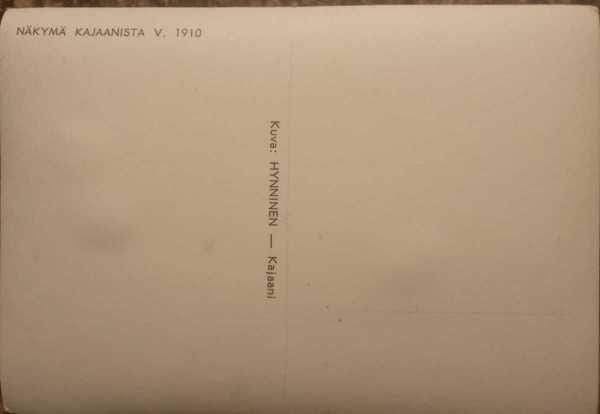 NÄKYMÄ KAJAANISTA V. 1910
Kuva: HYNNINEN — Kajaani